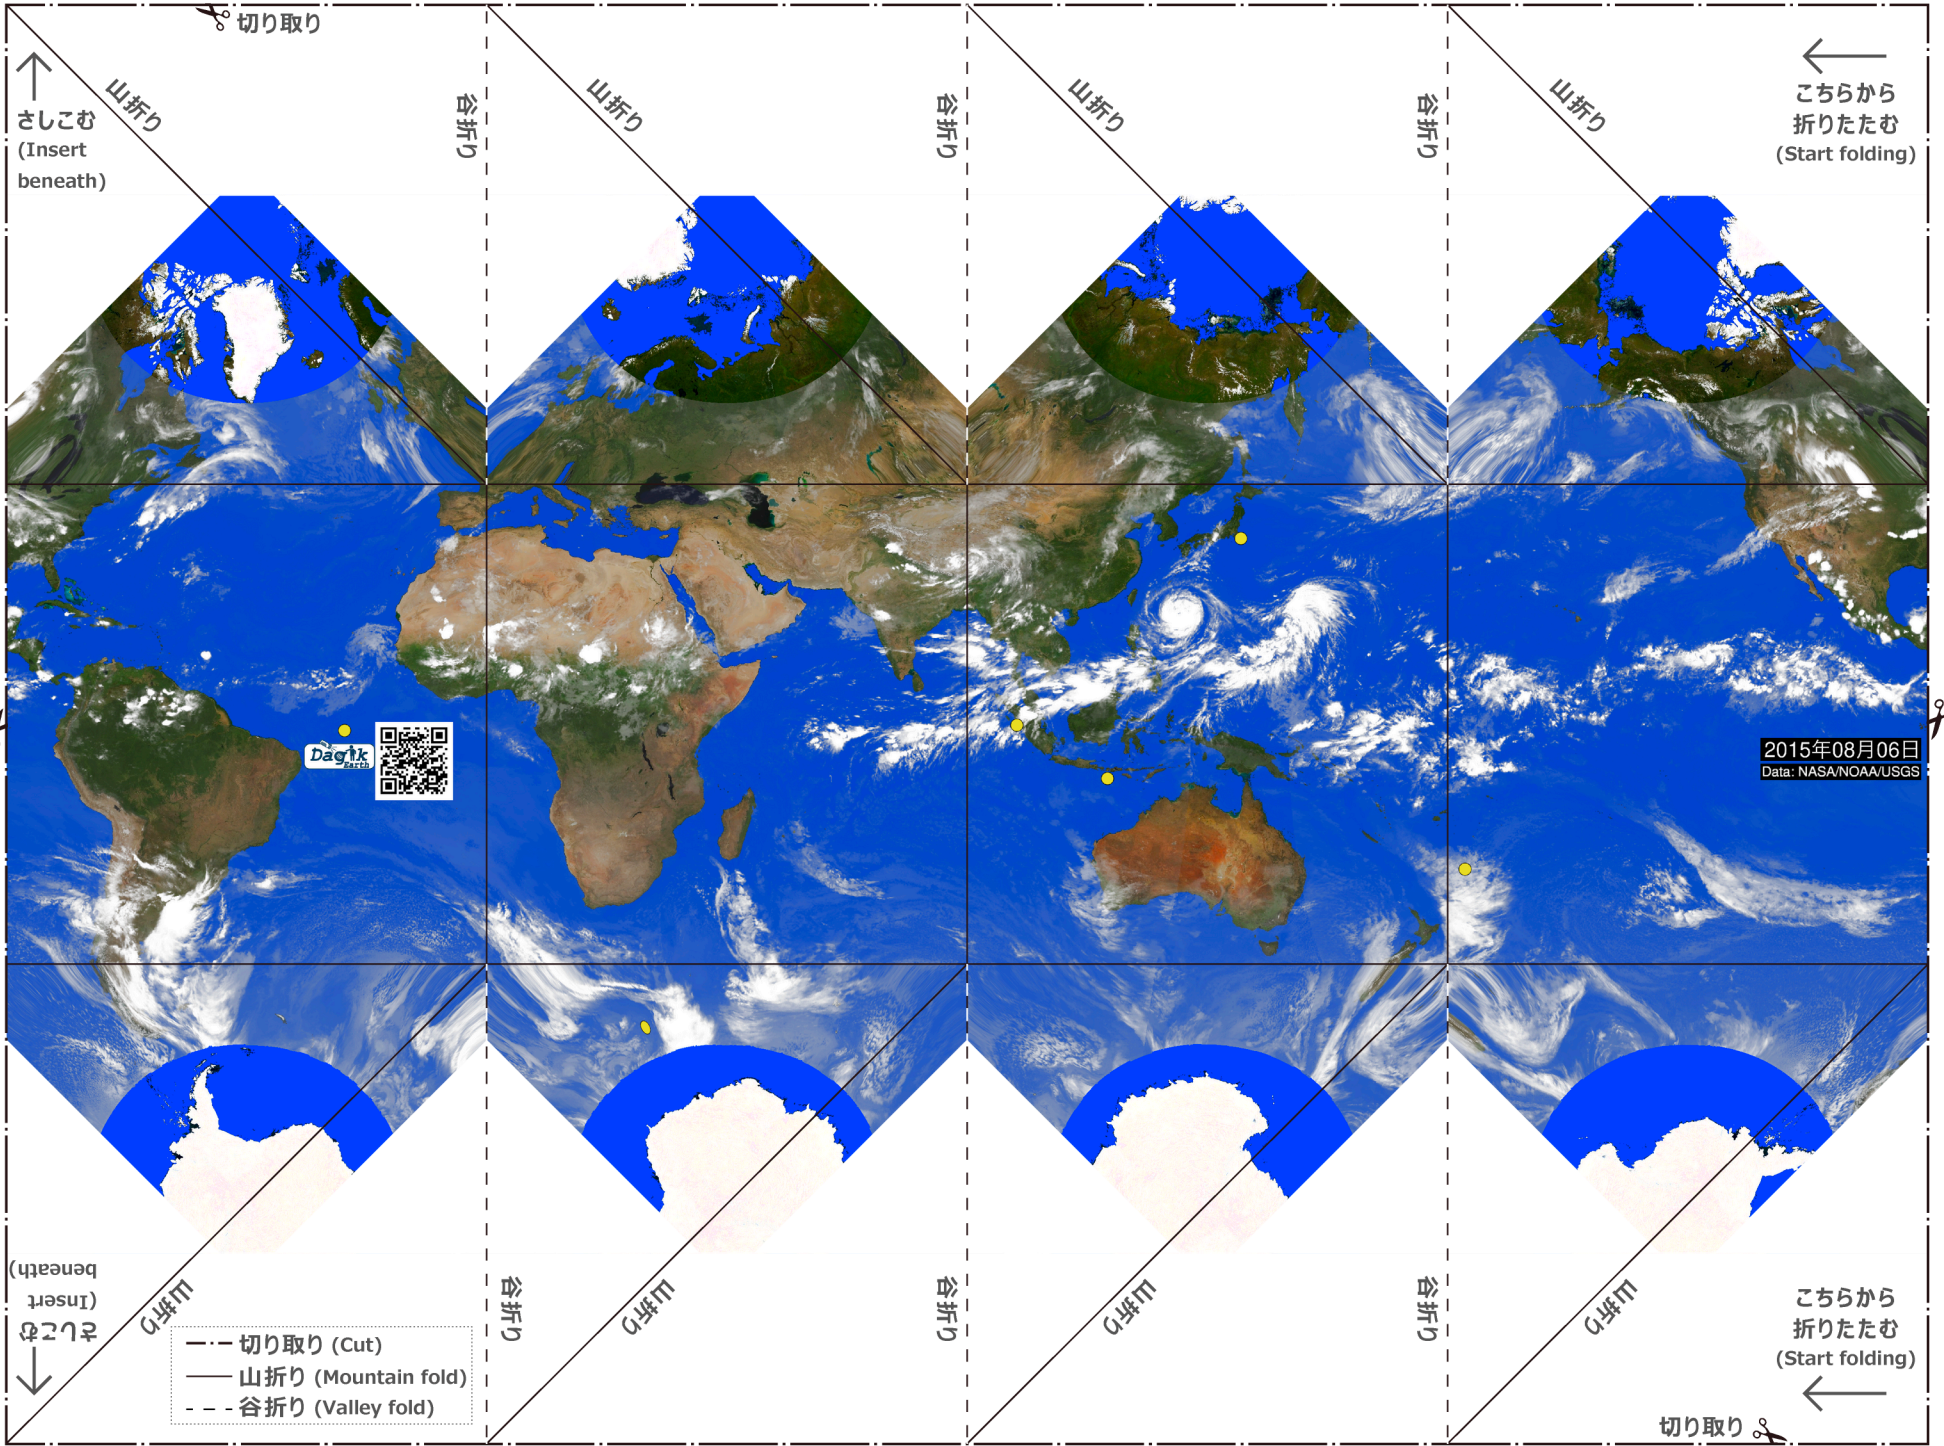 切り取り
山折り
谷折り
山折り
谷折り
山折り
谷折り
山折り
さしこむ
(Insert
beneath)
こちらから
折りたたむ
(Start folding)
Dagik
Earth
2015年08月06日
Data: NASA/NOAA/USGS
さしこむ
(Insert
beneath)
山折り
谷折り
山折り
谷折り
山折り
谷折り
山折り
切り取り (Cut)
山折り (Mountain fold)
谷折り (Valley fold)
こちらから
折りたたむ
(Start folding)
切り取り